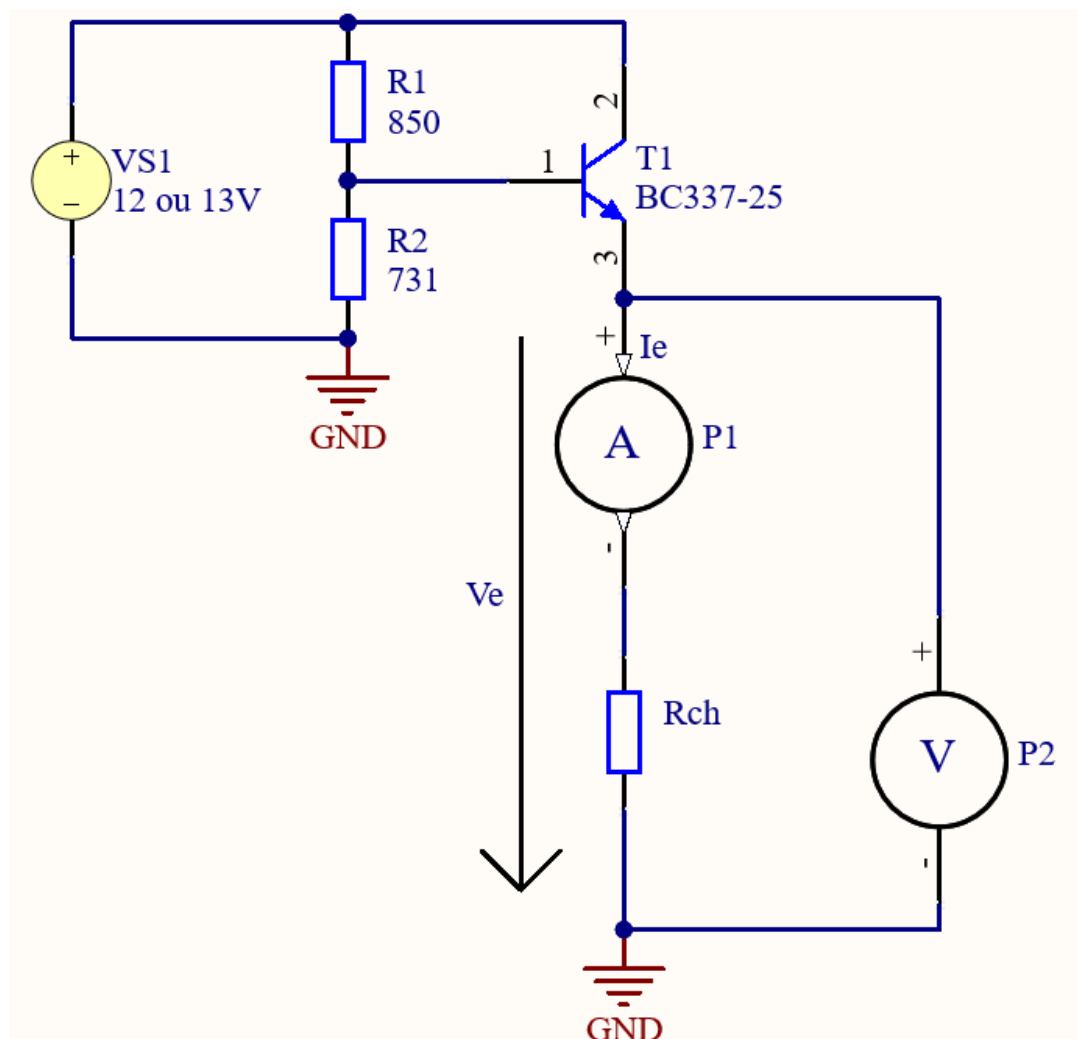 R1
850
2
VS1
12 ou 13V
1
T1
BC337-25
R2
731
3
+
Ie
GND
A
P1
-
Ve
+
Rch
V
P2
-
GND